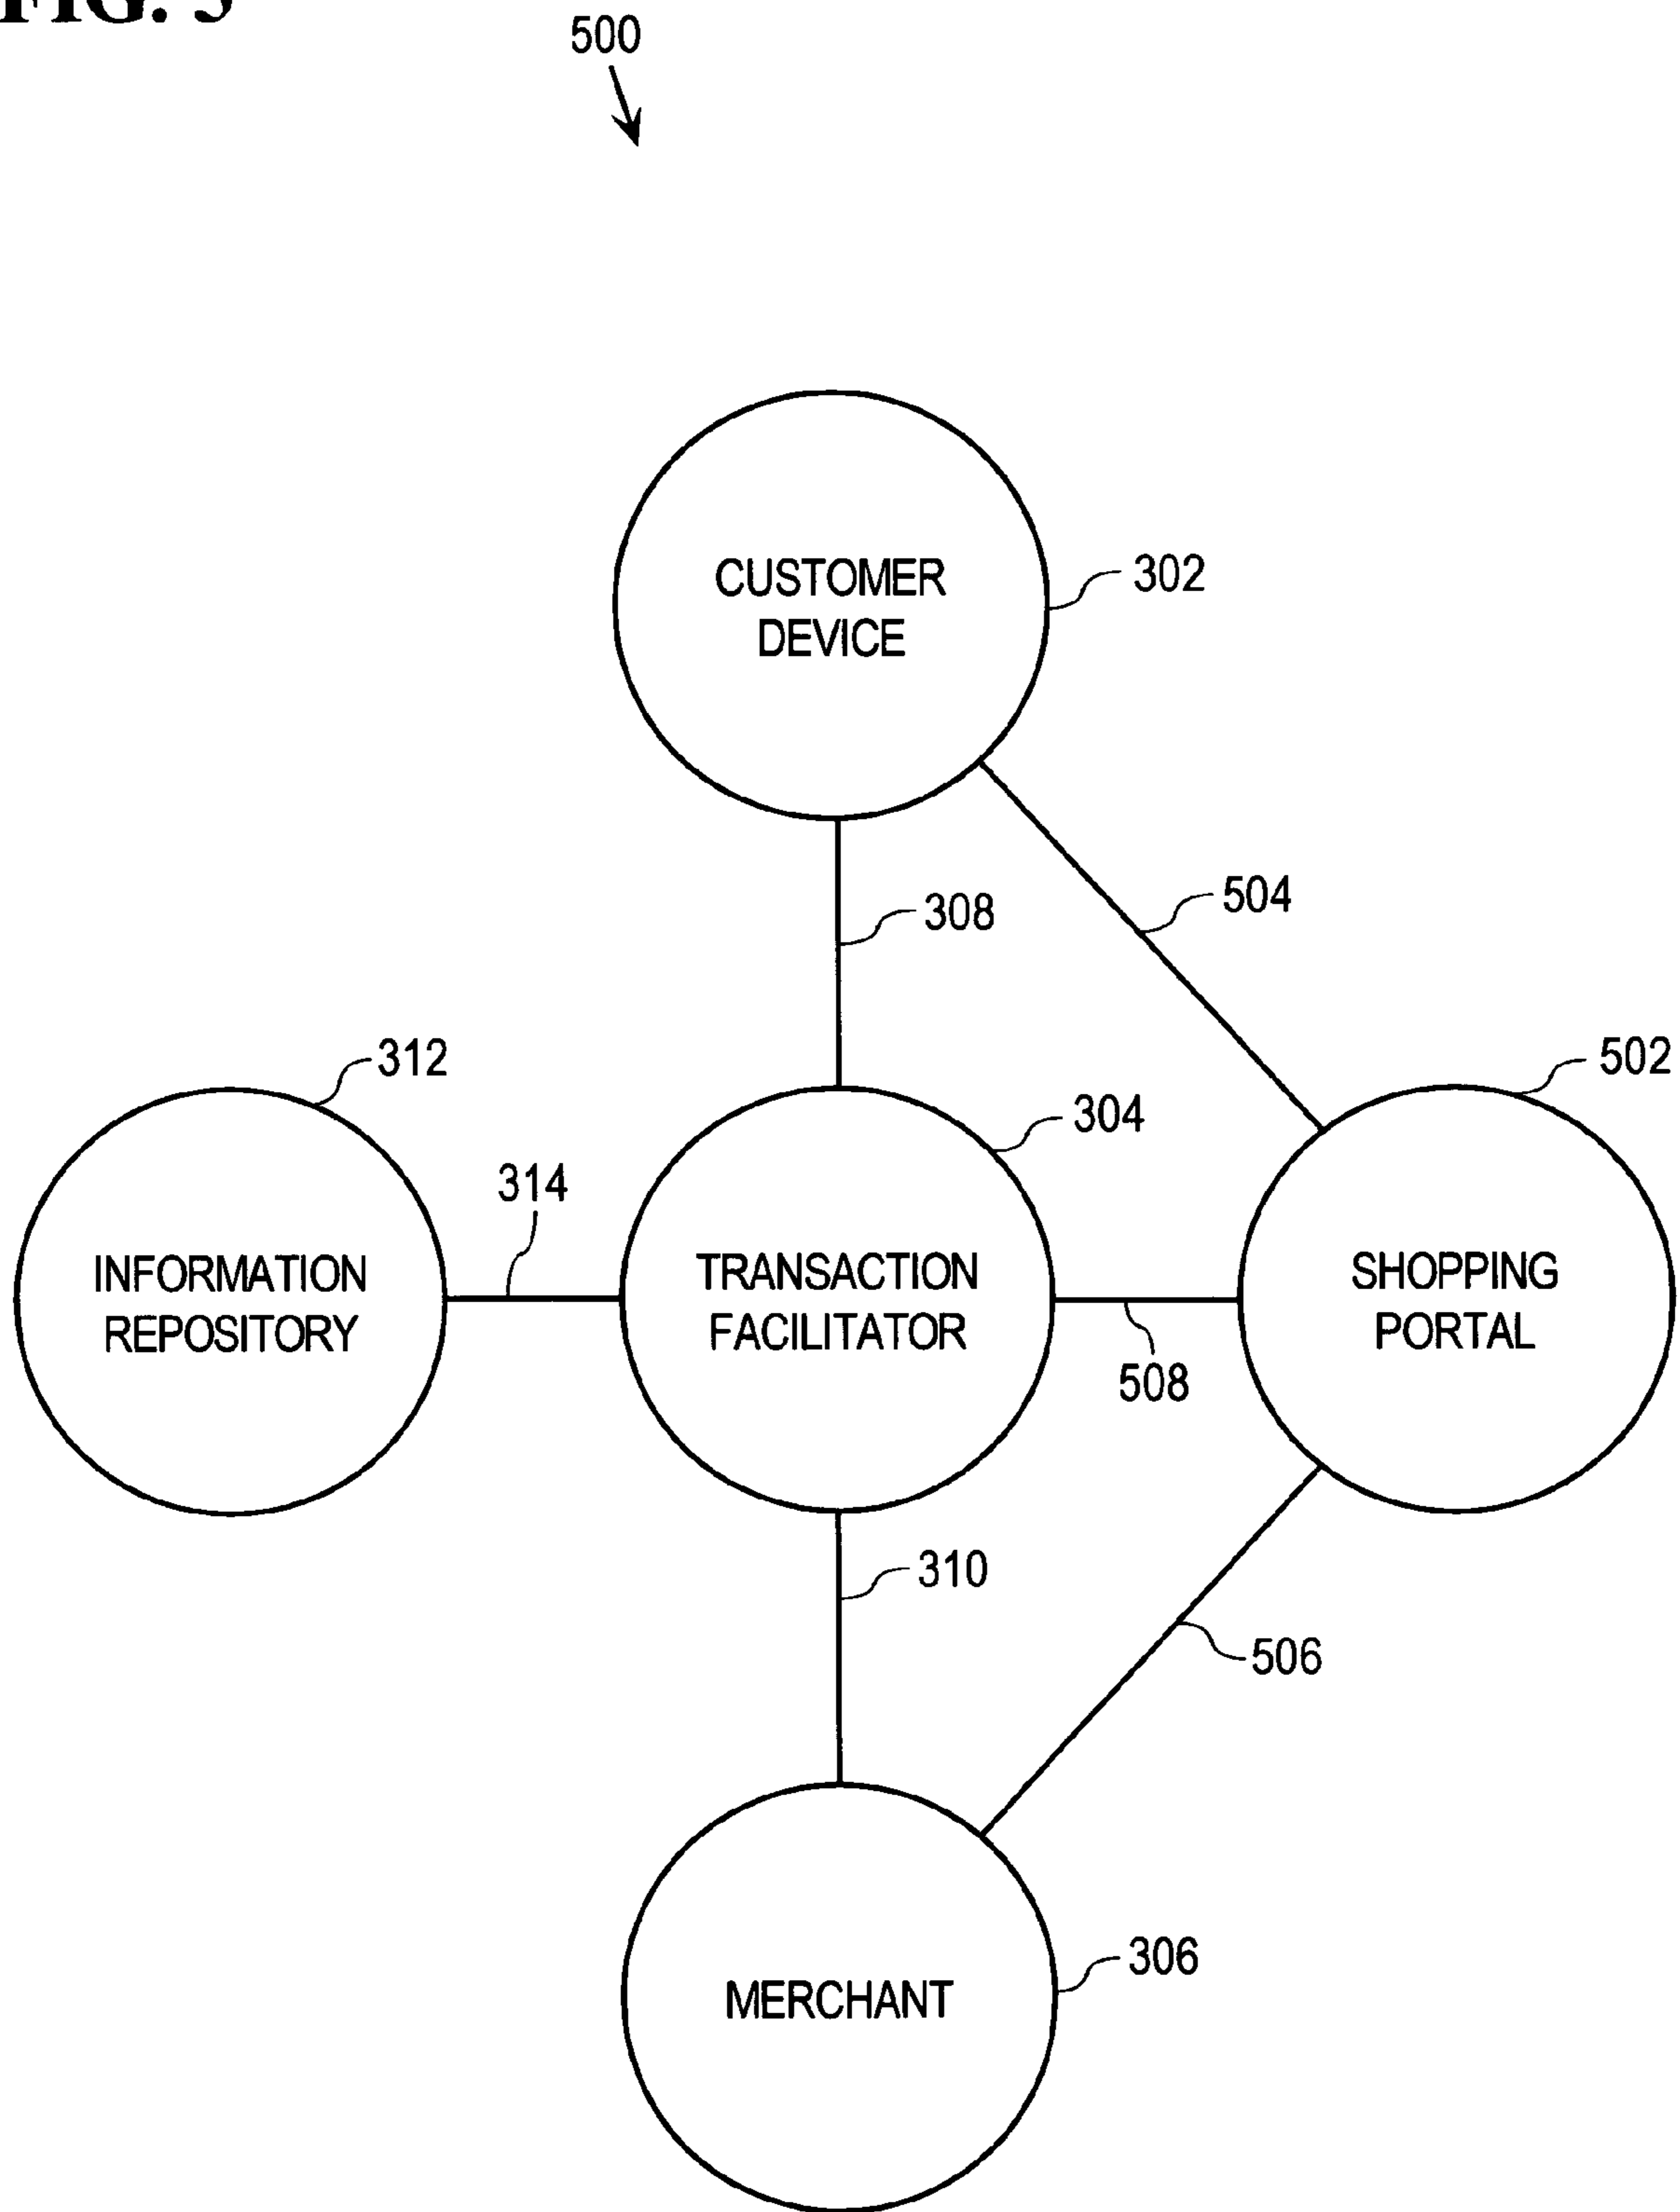 FIG. 5
500
CUSTOMER
DEVICE
302
308
504
312
502
304
314
INFORMATION
REPOSITORY
TRANSACTION
FACILITATOR
SHOPPING
PORTAL
508
310
506
MERCHANT
306